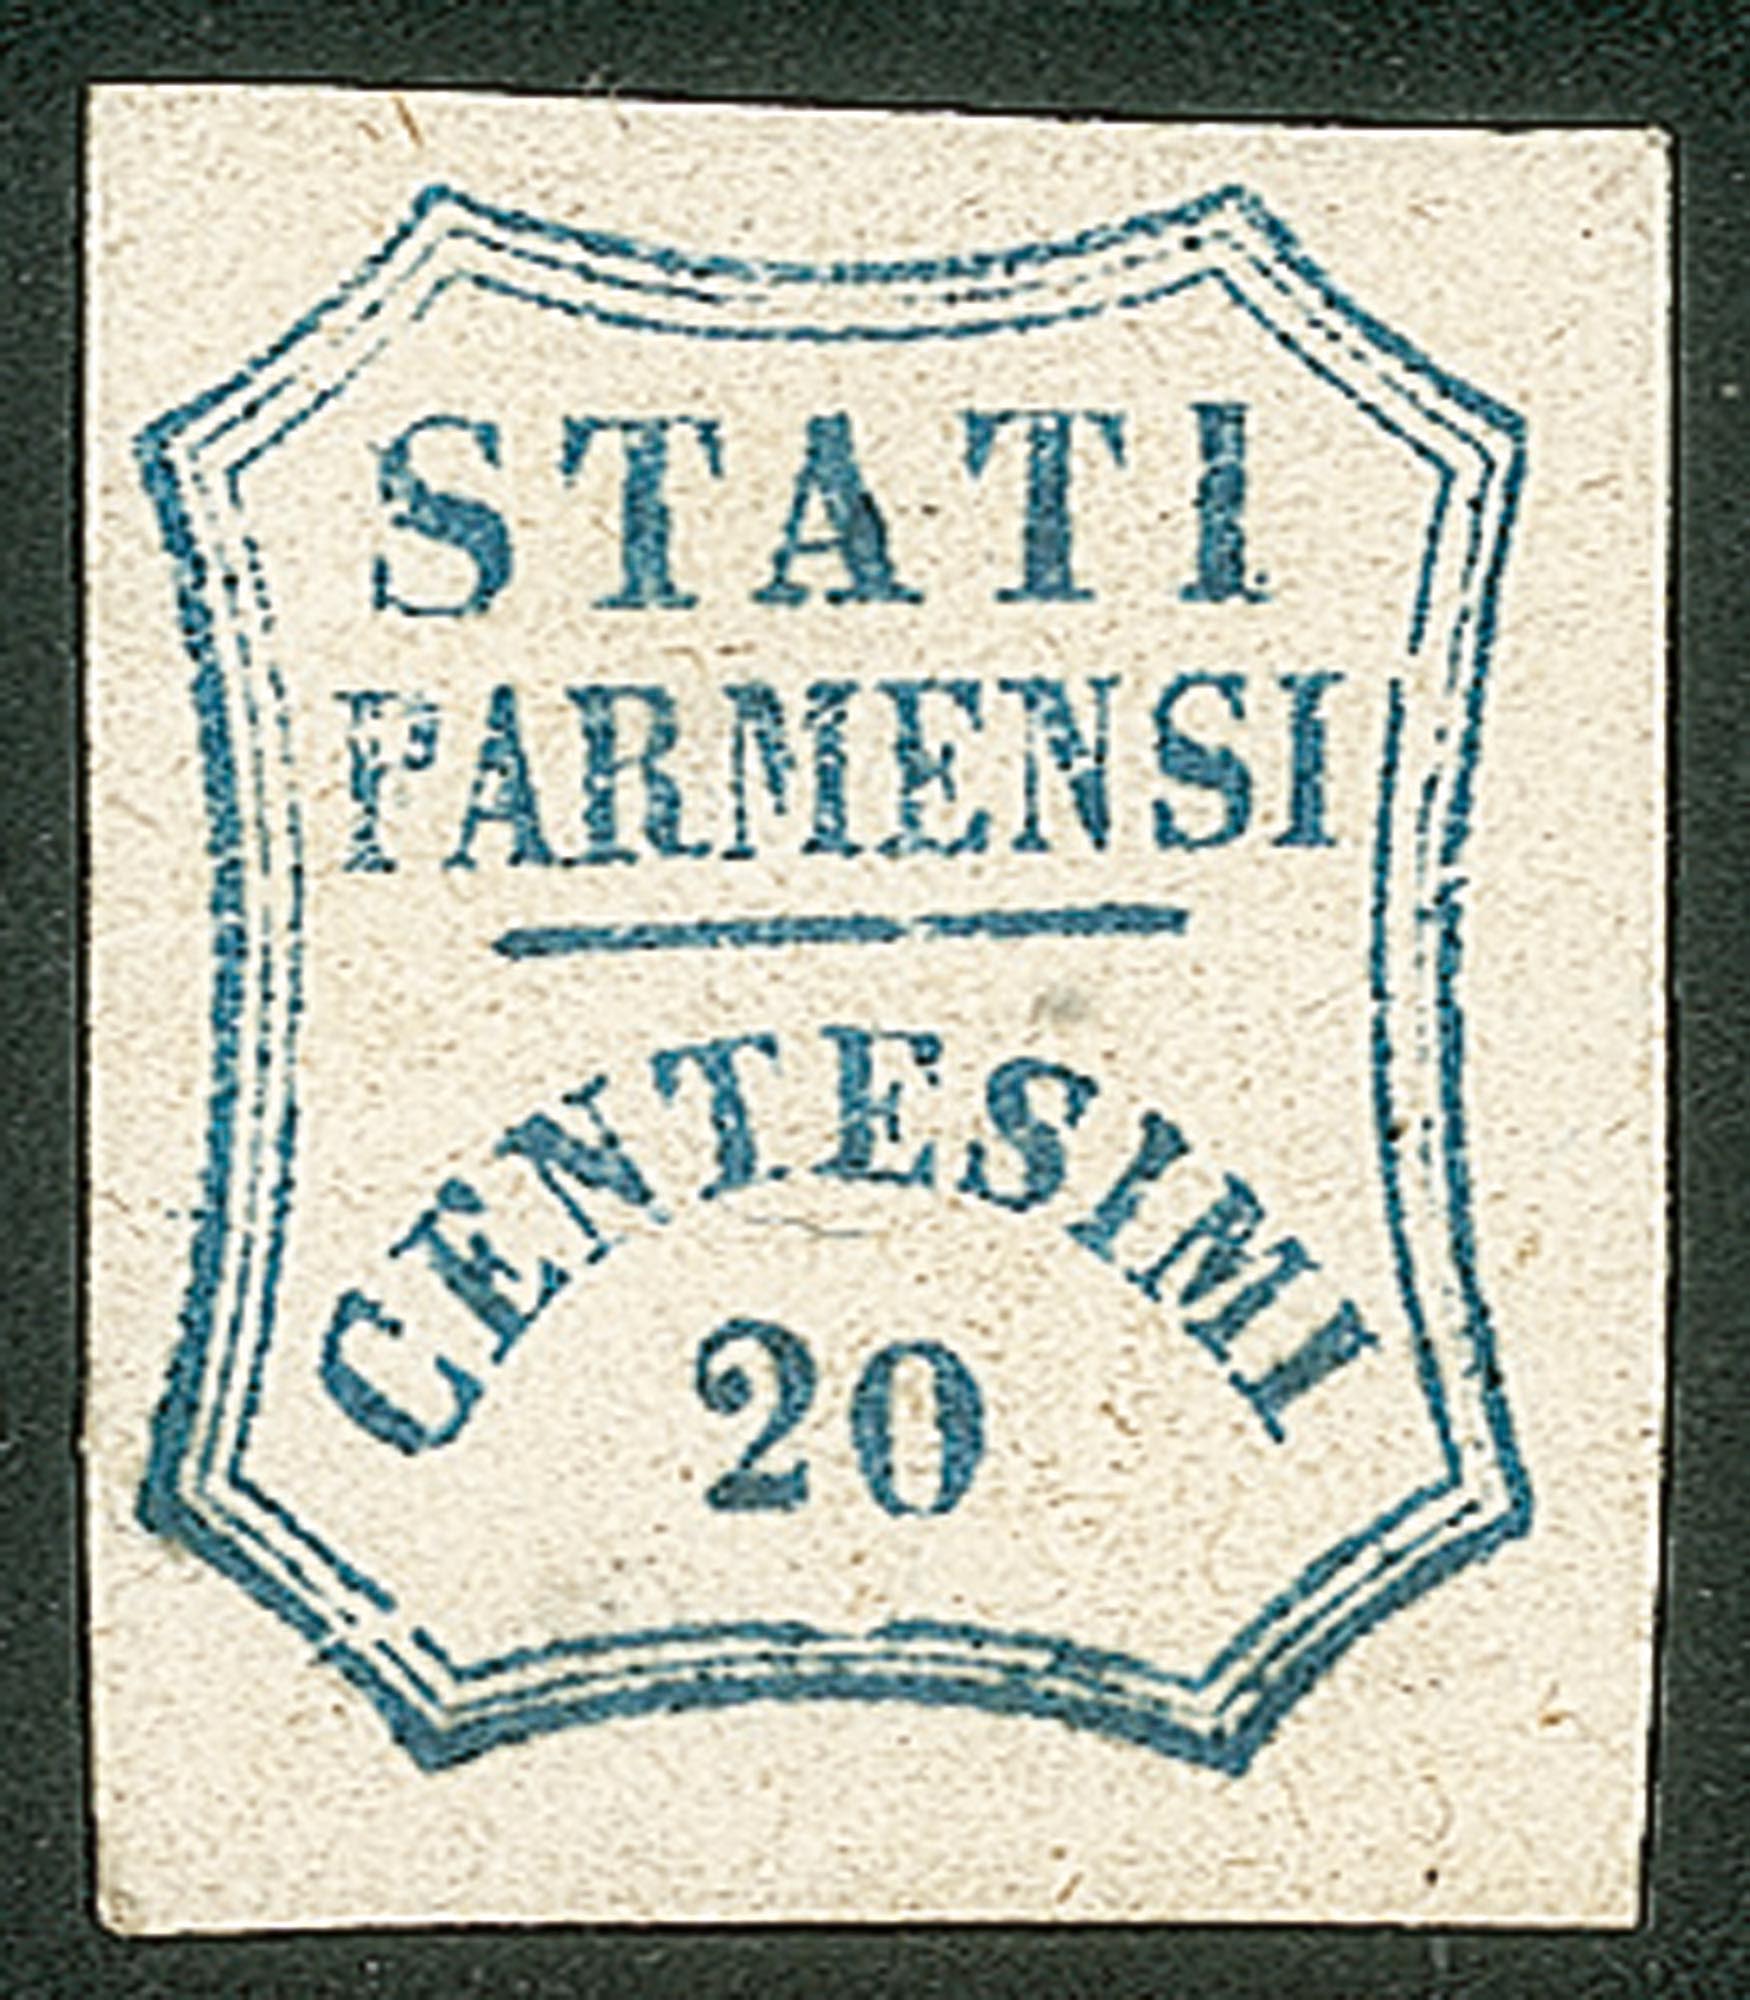 STATI
PARMENSI
CENTESIMI
20